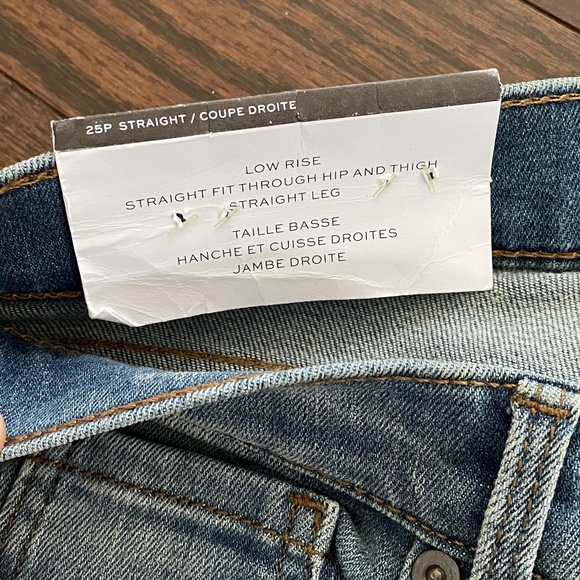 25P STRAIGHT / COUPE DROITE
LOW RISE
STRAIGHT FIT THROUGH HIP AND THIGH
STRAIGHT LEG
TAILLE BASSE
HANCHE ET CUISSE DROITES
JAMBE DROITE